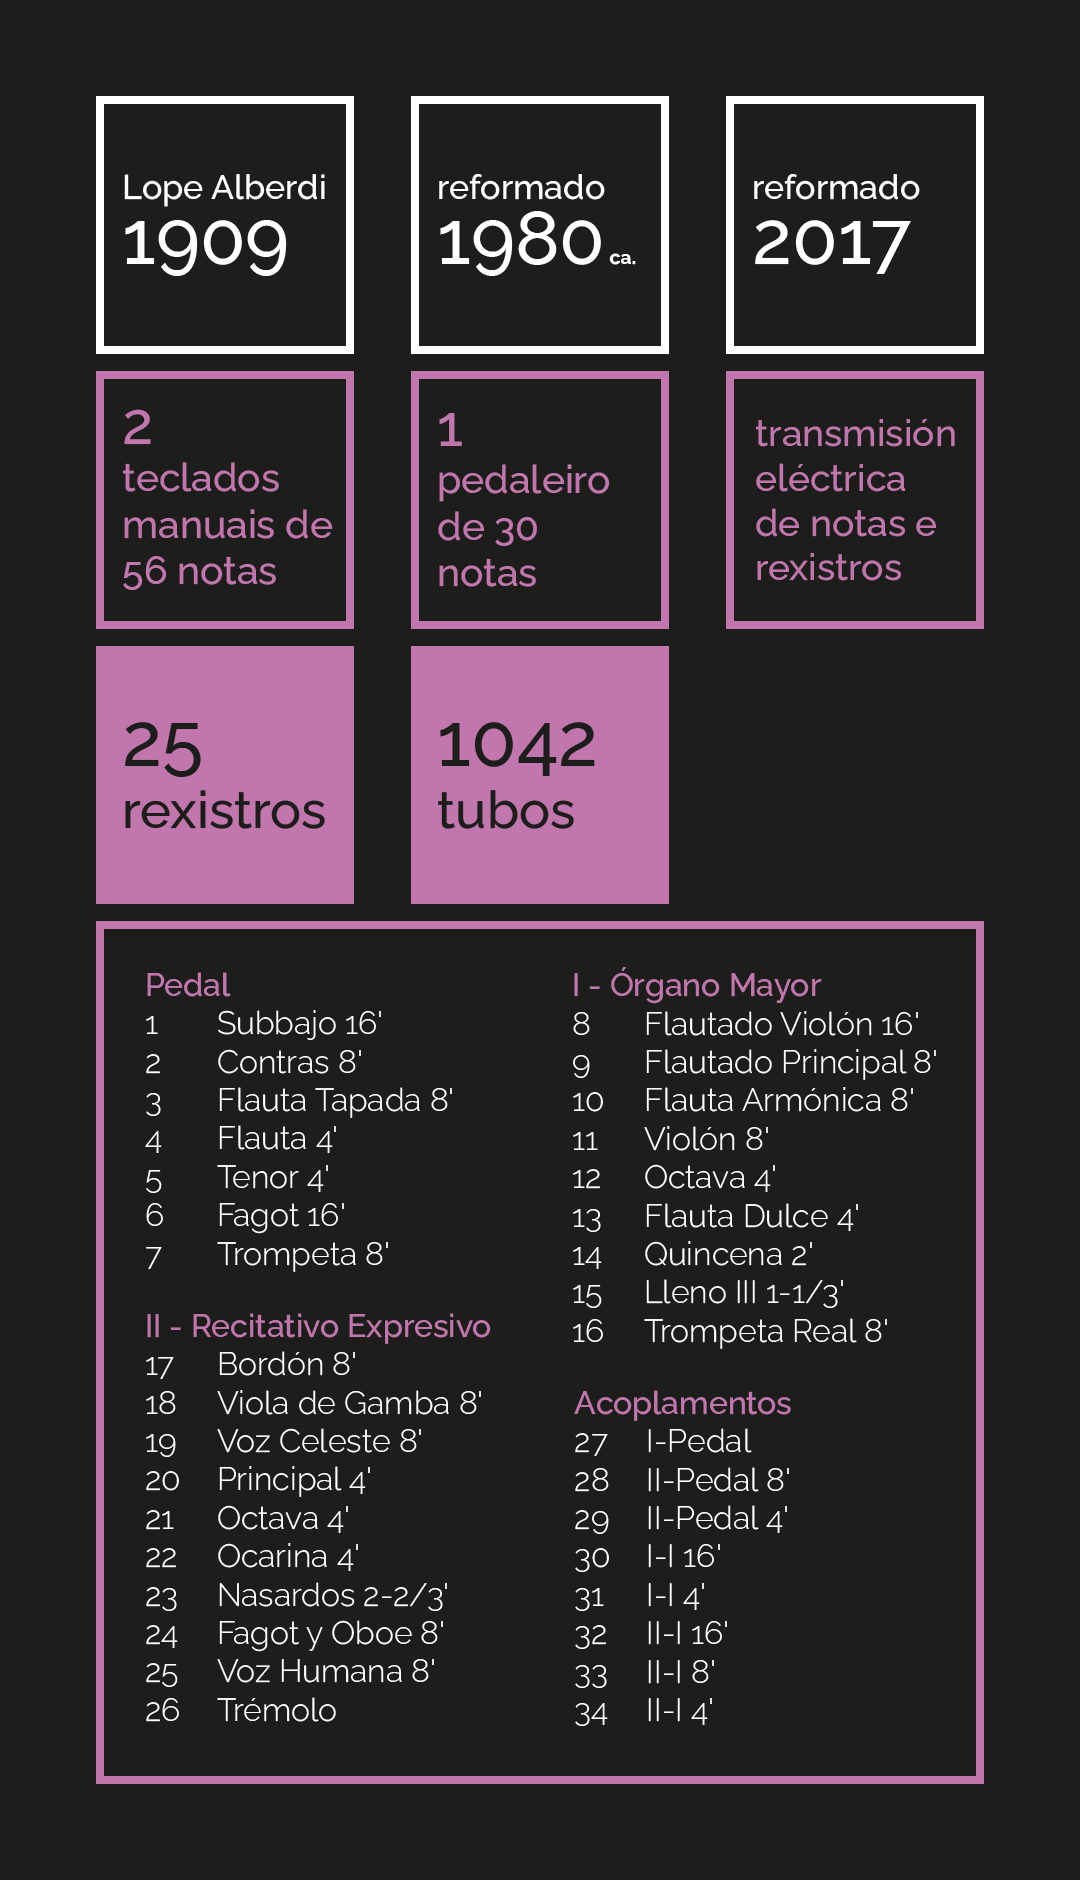 Lope Alberdi
1909
reformado
1980 ca.
reformado
2017
2
teclados
manuais de
56 notas
1
pedaleiro
de 30
notas
transmisión
eléctrica
de notas e
rexistros
25
rexistros
1042
tubos
Pedal
1 Subbajo 16'
2 Contras 8'
3 Flauta Tapada 8'
4 Flauta 4'
5 Tenor 4'
6 Fagot 16'
7 Trompeta 8'
II - Recitativo Expresivo
17 Bordón 8'
18 Viola de Gamba 8'
19 Voz Celeste 8'
20 Principal 4'
21 Octava 4'
22 Ocarina 4'
23 Nasardos 2-2/3'
24 Fagot y Oboe 8'
25 Voz Humana 8'
26 Trémolo
I - Órgano Mayor
8 Flautado Violón 16'
9 Flautado Principal 8'
10 Flauta Armónica 8'
11 Violón 8'
12 Octava 4'
13 Flauta Dulce 4'
14 Quincena 2'
15 Lleno III 1-1/3'
16 Trompeta Real 8'
Acoplamentos
27 I-Pedal
28 II-Pedal 8'
29 II-Pedal 4'
30 I-I 16'
31 I-I 4'
32 II-I 16'
33 II-I 8'
34 II-I 4'